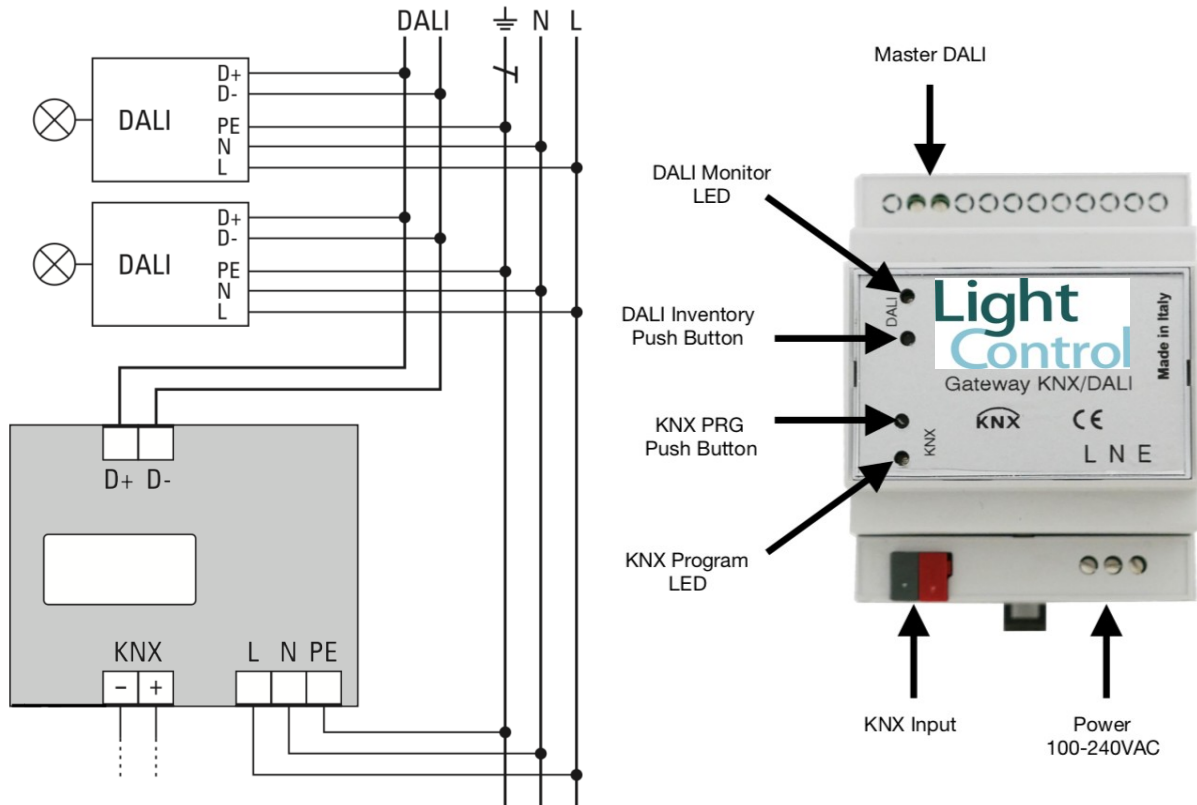 DALI
N
L
DALI
D+
D-
PE
N
L
DALI
D+
D-
PE
N
L
D+ D-
KNX
L N PE
− +
Master DALI
DALI Monitor
LED
DALI Inventory
Push Button
KNX PRG
Push Button
KNX Program
LED
DALI
Light
Control
Made in Italy
Gateway KNX/DALI
KNX
CE
KNX
L N E
KNX Input
Power
100-240VAC